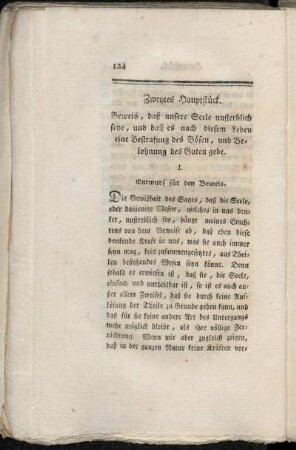 124
Zweytes Hauptstück.
Beweis, daß unsere Seele unsterblich
seye, und daß es nach diesem Leben
eine Bestrafung des Bösen, und Be-
lohnung des Guten gebe.
I.
Entwurf für den Beweis.
Die Gewißheit des Satzes, daß die Seele,
oder dasjenige Wesen, welches in uns den-
ket, unsterblich sey, hängt meines Erach-
tens von dem Beweise ab, daß eben diese
denkende Kraft in uns, was sie auch immer
seyn mag, kein zusammengesetztes, aus Thei-
len bestehendes Wesen seyn könne. Denn
sobald es erwiesen ist, daß sie, die Seele,
einfach und untheilbar ist, so ist es auch au-
ßer allem Zweifel, daß sie durch keine Auf-
lösung der Theile zu Grunde gehen kann, und
daß für sie keine andere Art des Untergangs
mehr möglich bleibt, als ihre völlige Zer-
nichtung. Wenn wir aber zugleich zeigen,
daß in der ganzen Natur keine Kräften vor-